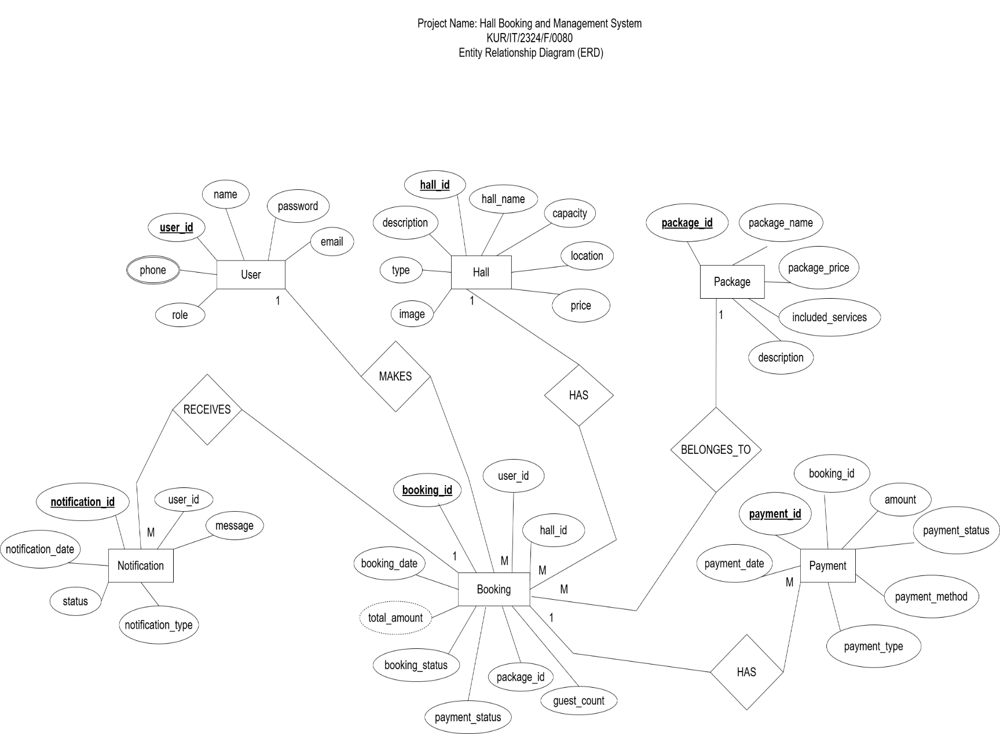 Project Name: Hall Booking and Management System
KUR/IT/2324/F/0080
Entity Relationship Diagram (ERD)
name
password
user_id
email
phone
User
role
1
hall_id
hall_name
description
capacity
location
type
Hall
image
price
1
package_id
package_name
package_price
Package
included_services
1
description
MAKES
HAS
RECEIVES
BELONGES_TO
notification_id
user_id
message
M
notification_date
Notification
status
notification_type
booking_id
user_id
hall_id
1
M
M
booking_date
M
Booking
total_amount
1
booking_status
package_id
guest_count
payment_status
booking_id
amount
payment_id
payment_status
payment_date
Payment
M
payment_method
payment_type
HAS